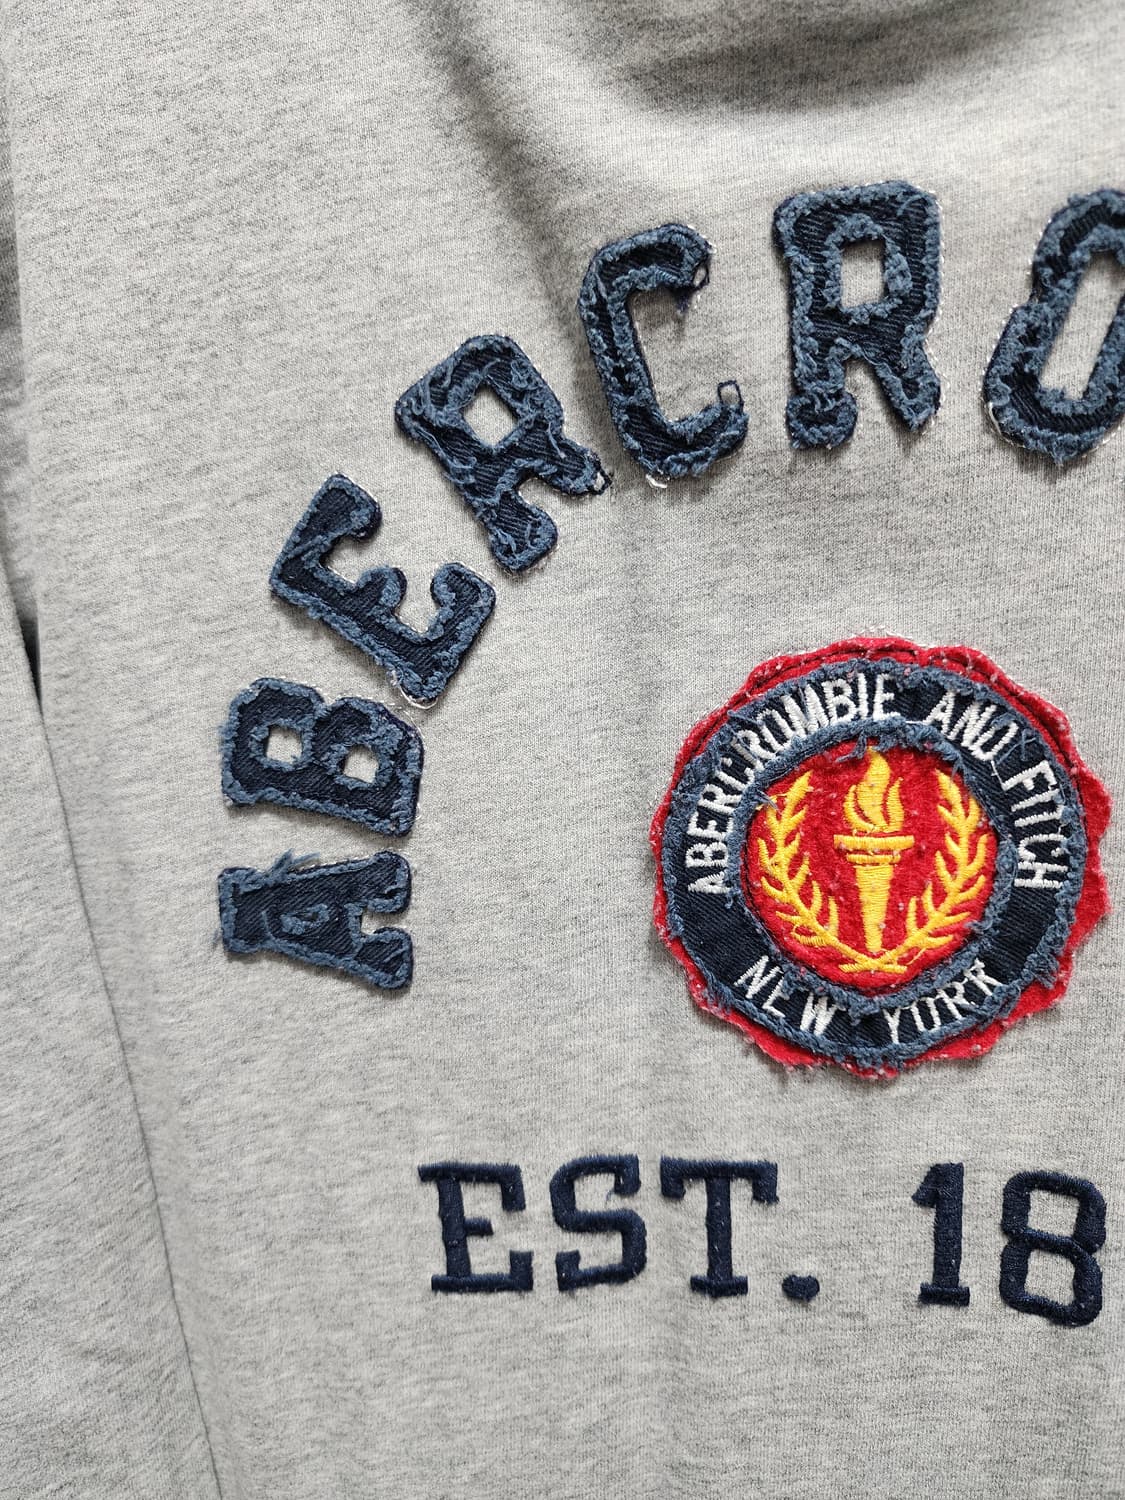 ABERCRO
ABERCROMBIE AND FITCH
NEW YORK
EST. 18